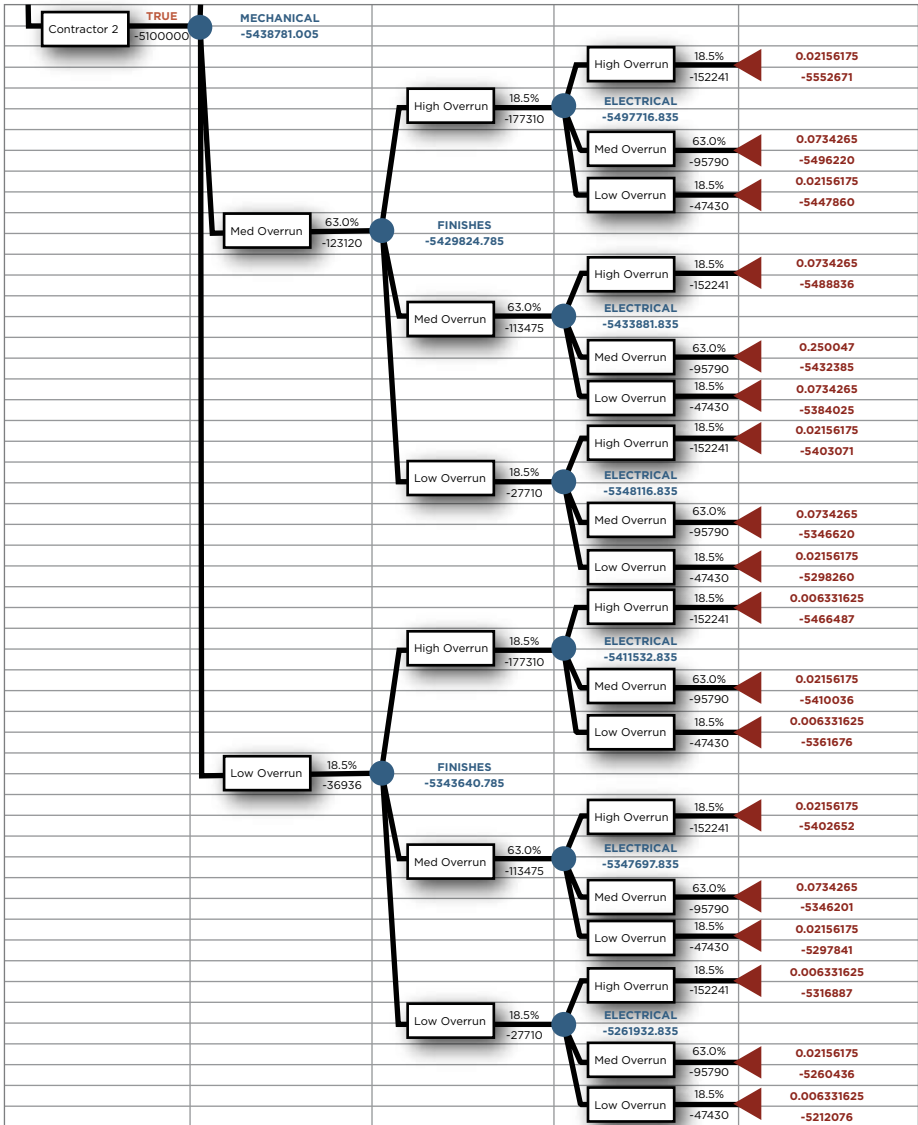 Contractor 2
TRUE
-5100000
MECHANICAL
-5438781.005
High Overrun
18.5%
-152241
0.02156175
-5552671
High Overrun
18.5%
-177310
ELECTRICAL
-5497716.835
Med Overrun
63.0%
-95790
0.0734265
-5496220
Low Overrun
18.5%
-47430
0.02156175
-5447860
Med Overrun
63.0%
-123120
FINISHES
-5429824.785
High Overrun
18.5%
-152241
0.0734265
-5488836
Med Overrun
63.0%
-113475
ELECTRICAL
-5433881.835
Med Overrun
63.0%
-95790
0.250047
-5432385
Low Overrun
18.5%
-47430
0.0734265
-5384025
High Overrun
18.5%
-152241
0.02156175
-5403071
Low Overrun
18.5%
-27710
ELECTRICAL
-5348116.835
Med Overrun
63.0%
-95790
0.0734265
-5346620
Low Overrun
18.5%
-47430
0.02156175
-5298260
High Overrun
18.5%
-152241
0.006331625
-5466487
High Overrun
18.5%
-177310
ELECTRICAL
-5411532.835
Med Overrun
63.0%
-95790
0.02156175
-5410036
Low Overrun
18.5%
-47430
0.006331625
-5361676
Low Overrun
18.5%
-36936
FINISHES
-5343640.785
High Overrun
18.5%
-152241
0.02156175
-5402652
Med Overrun
63.0%
-113475
ELECTRICAL
-5347697.835
Med Overrun
63.0%
-95790
0.0734265
-5346201
Low Overrun
18.5%
-47430
0.02156175
-5297841
High Overrun
18.5%
-152241
0.006331625
-5316887
Low Overrun
18.5%
-27710
ELECTRICAL
-5261932.835
Med Overrun
63.0%
-95790
0.02156175
-5260436
Low Overrun
18.5%
-47430
0.006331625
-5212076